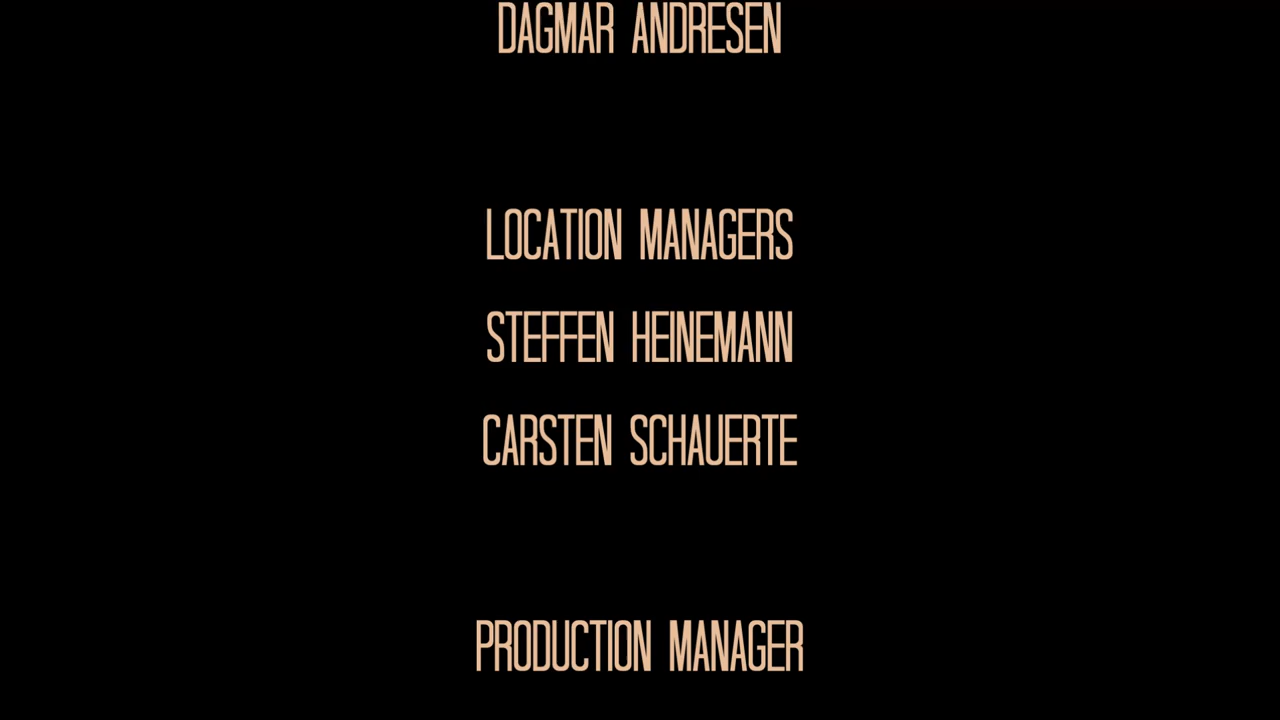 DAGMAR ANDRESEN
LOCATION MANAGERS
STEFFEN HEINEMANN
CARSTEN SCHAUERTE
PRODUCTION MANAGER